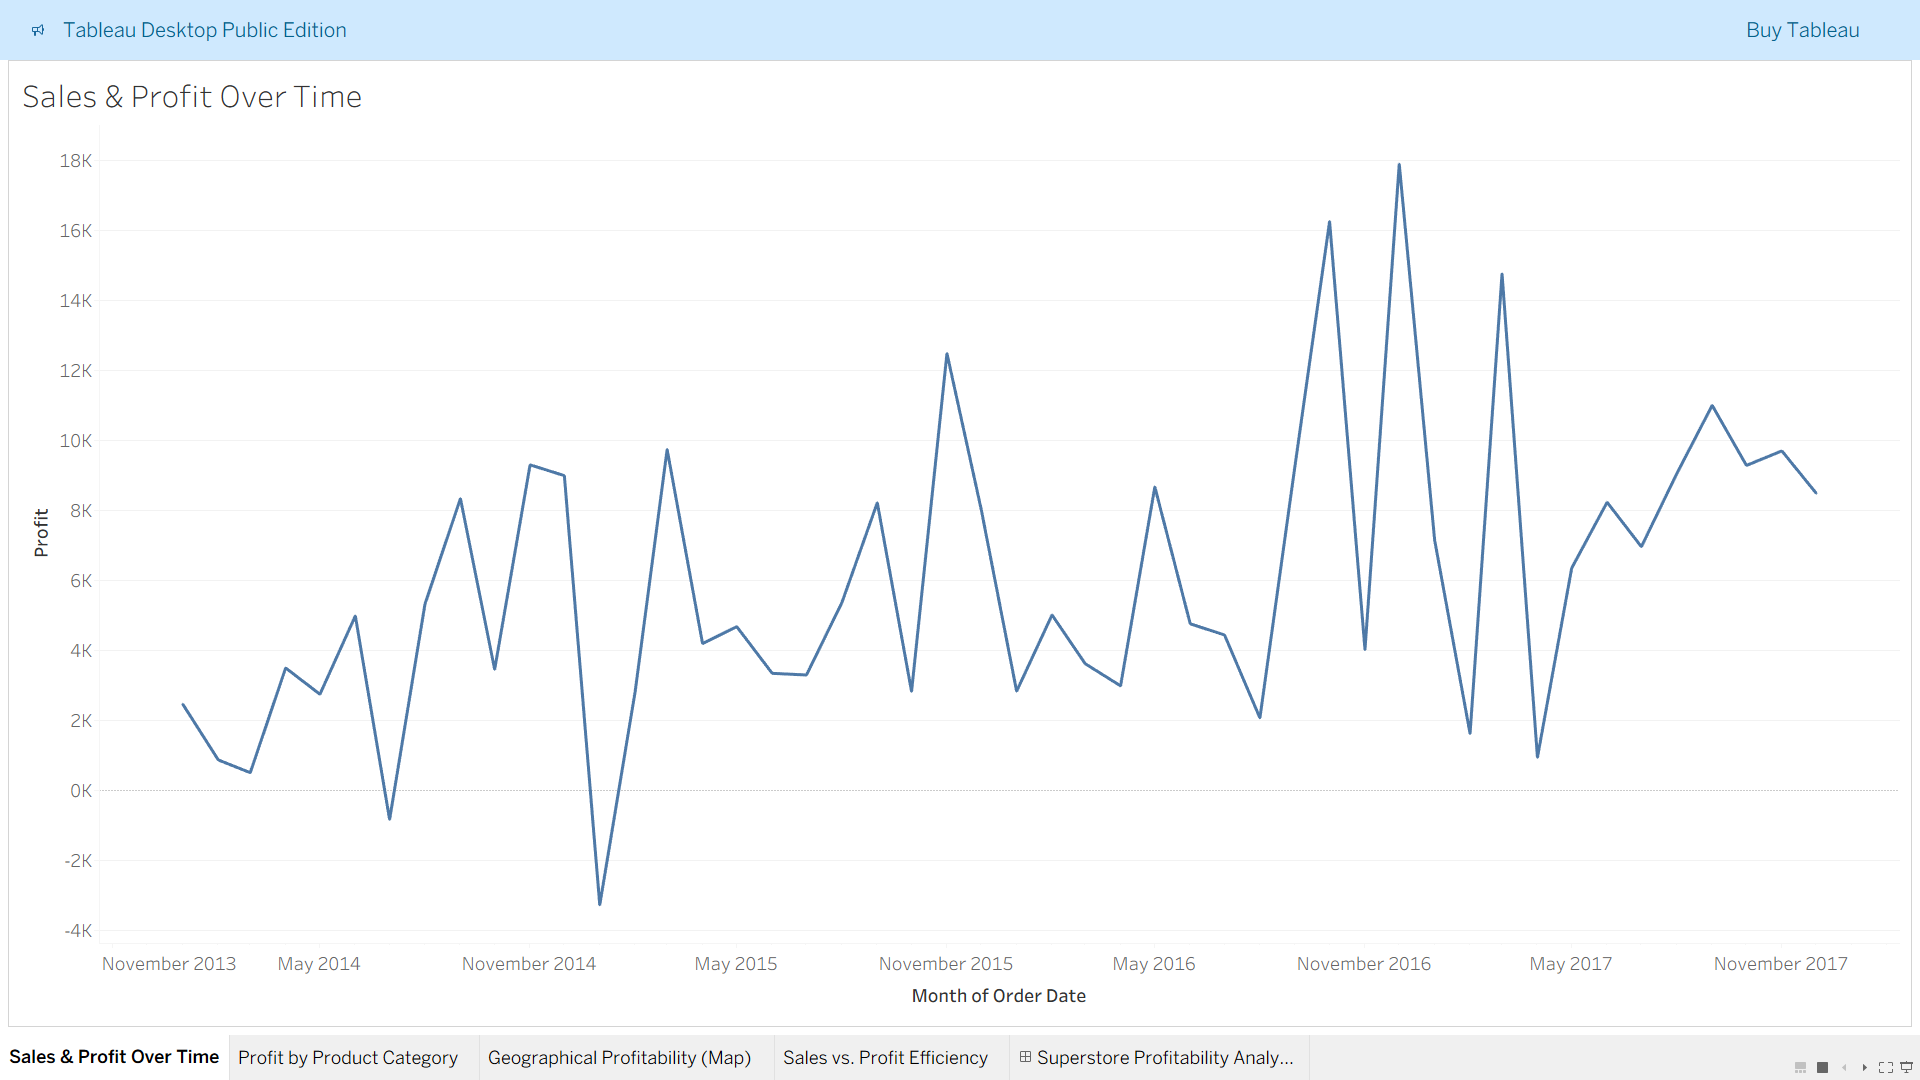 Tableau Desktop Public Edition
Buy Tableau
Sales & Profit Over Time
18K
16K
14K
12K
10K
8K
6K
4K
2K
0K
-2K
-4K
Profit
November 2013
May 2014
November 2014
May 2015
November 2015
May 2016
November 2016
May 2017
November 2017
Month of Order Date
Sales & Profit Over Time
Profit by Product Category
Geographical Profitability (Map)
Sales vs. Profit Efficiency
Superstore Profitability Analy...